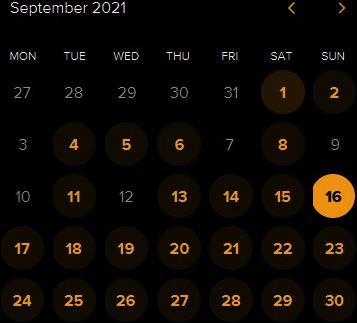 September 2021
MON TUE WED THU FRI SAT SUN
27 28 29 30 31 1 2
3 4 5 6 7 8 9
10 11 12 13 14 15 16
17 18 19 20 21 22 23
24 25 26 27 28 29 30